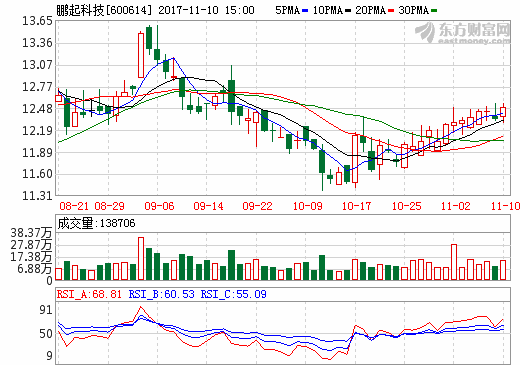 鹏起科技[600614] 2017-11-10 15:00 5PMA 10PMA 20PMA 30PMA
东方财富网
eastmoney.com
13.65
13.36
13.07
12.77
12.48
12.19
11.89
11.60
11.31
08-21 08-29 09-06 09-14 09-22 10-09 10-17 10-25 11-02 11-10
成交量:138706
38.37万
27.87万
17.38万
6.88万
0
RSI_A:68.81 RSI_B:60.53 RSI_C:55.09
91
50
9